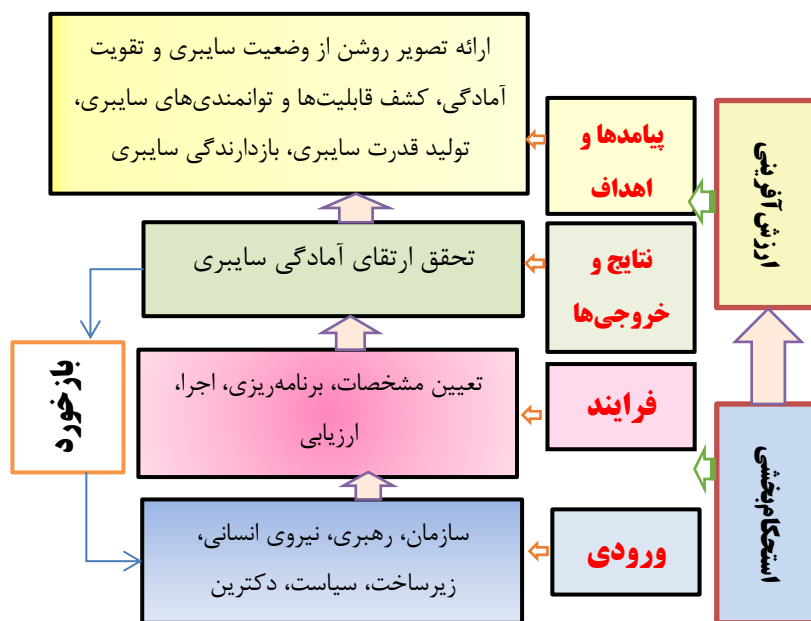 ارائه تصویر روشن از وضعیت سایبری و تقویت
آمادگی، کشف قابلیت‌ها و توانمندی‌های سایبری،
تولید قدرت سایبری، بازدارندگی سایبری
پیامدها و
اهداف
ارزش آفرینی
تحقق ارتقای آمادگی سایبری
نتایج و
خروجی‌ها
بازخورد
تعیین مشخصات، برنامه‌ریزی، اجرا،
ارزیابی
فرایند
استحکام‌بخشی
سازمان، رهبری، نیروی انسانی،
زیرساخت، سیاست، دکترین
ورودی